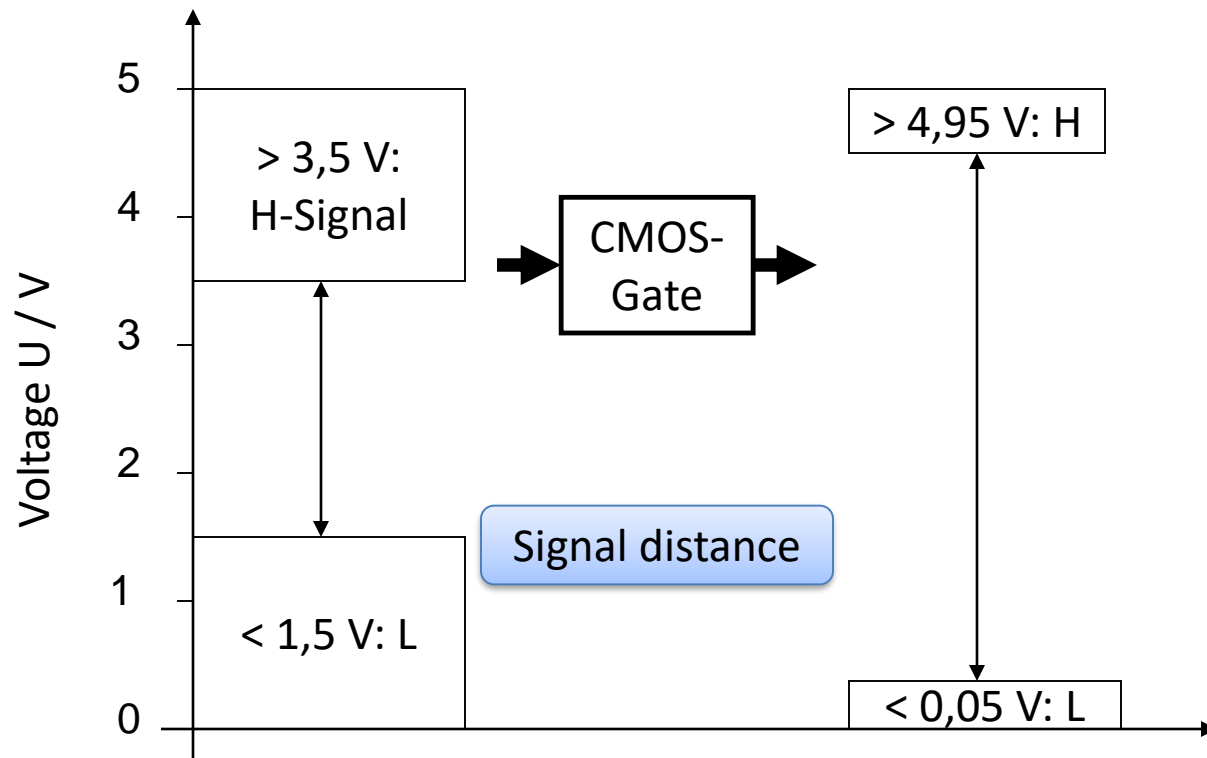 Voltage U / V
5
4
3
2
1
0
> 3,5 V:
H-Signal
< 1,5 V: L
CMOS-
Gate
Signal distance
> 4,95 V: H
< 0,05 V: L